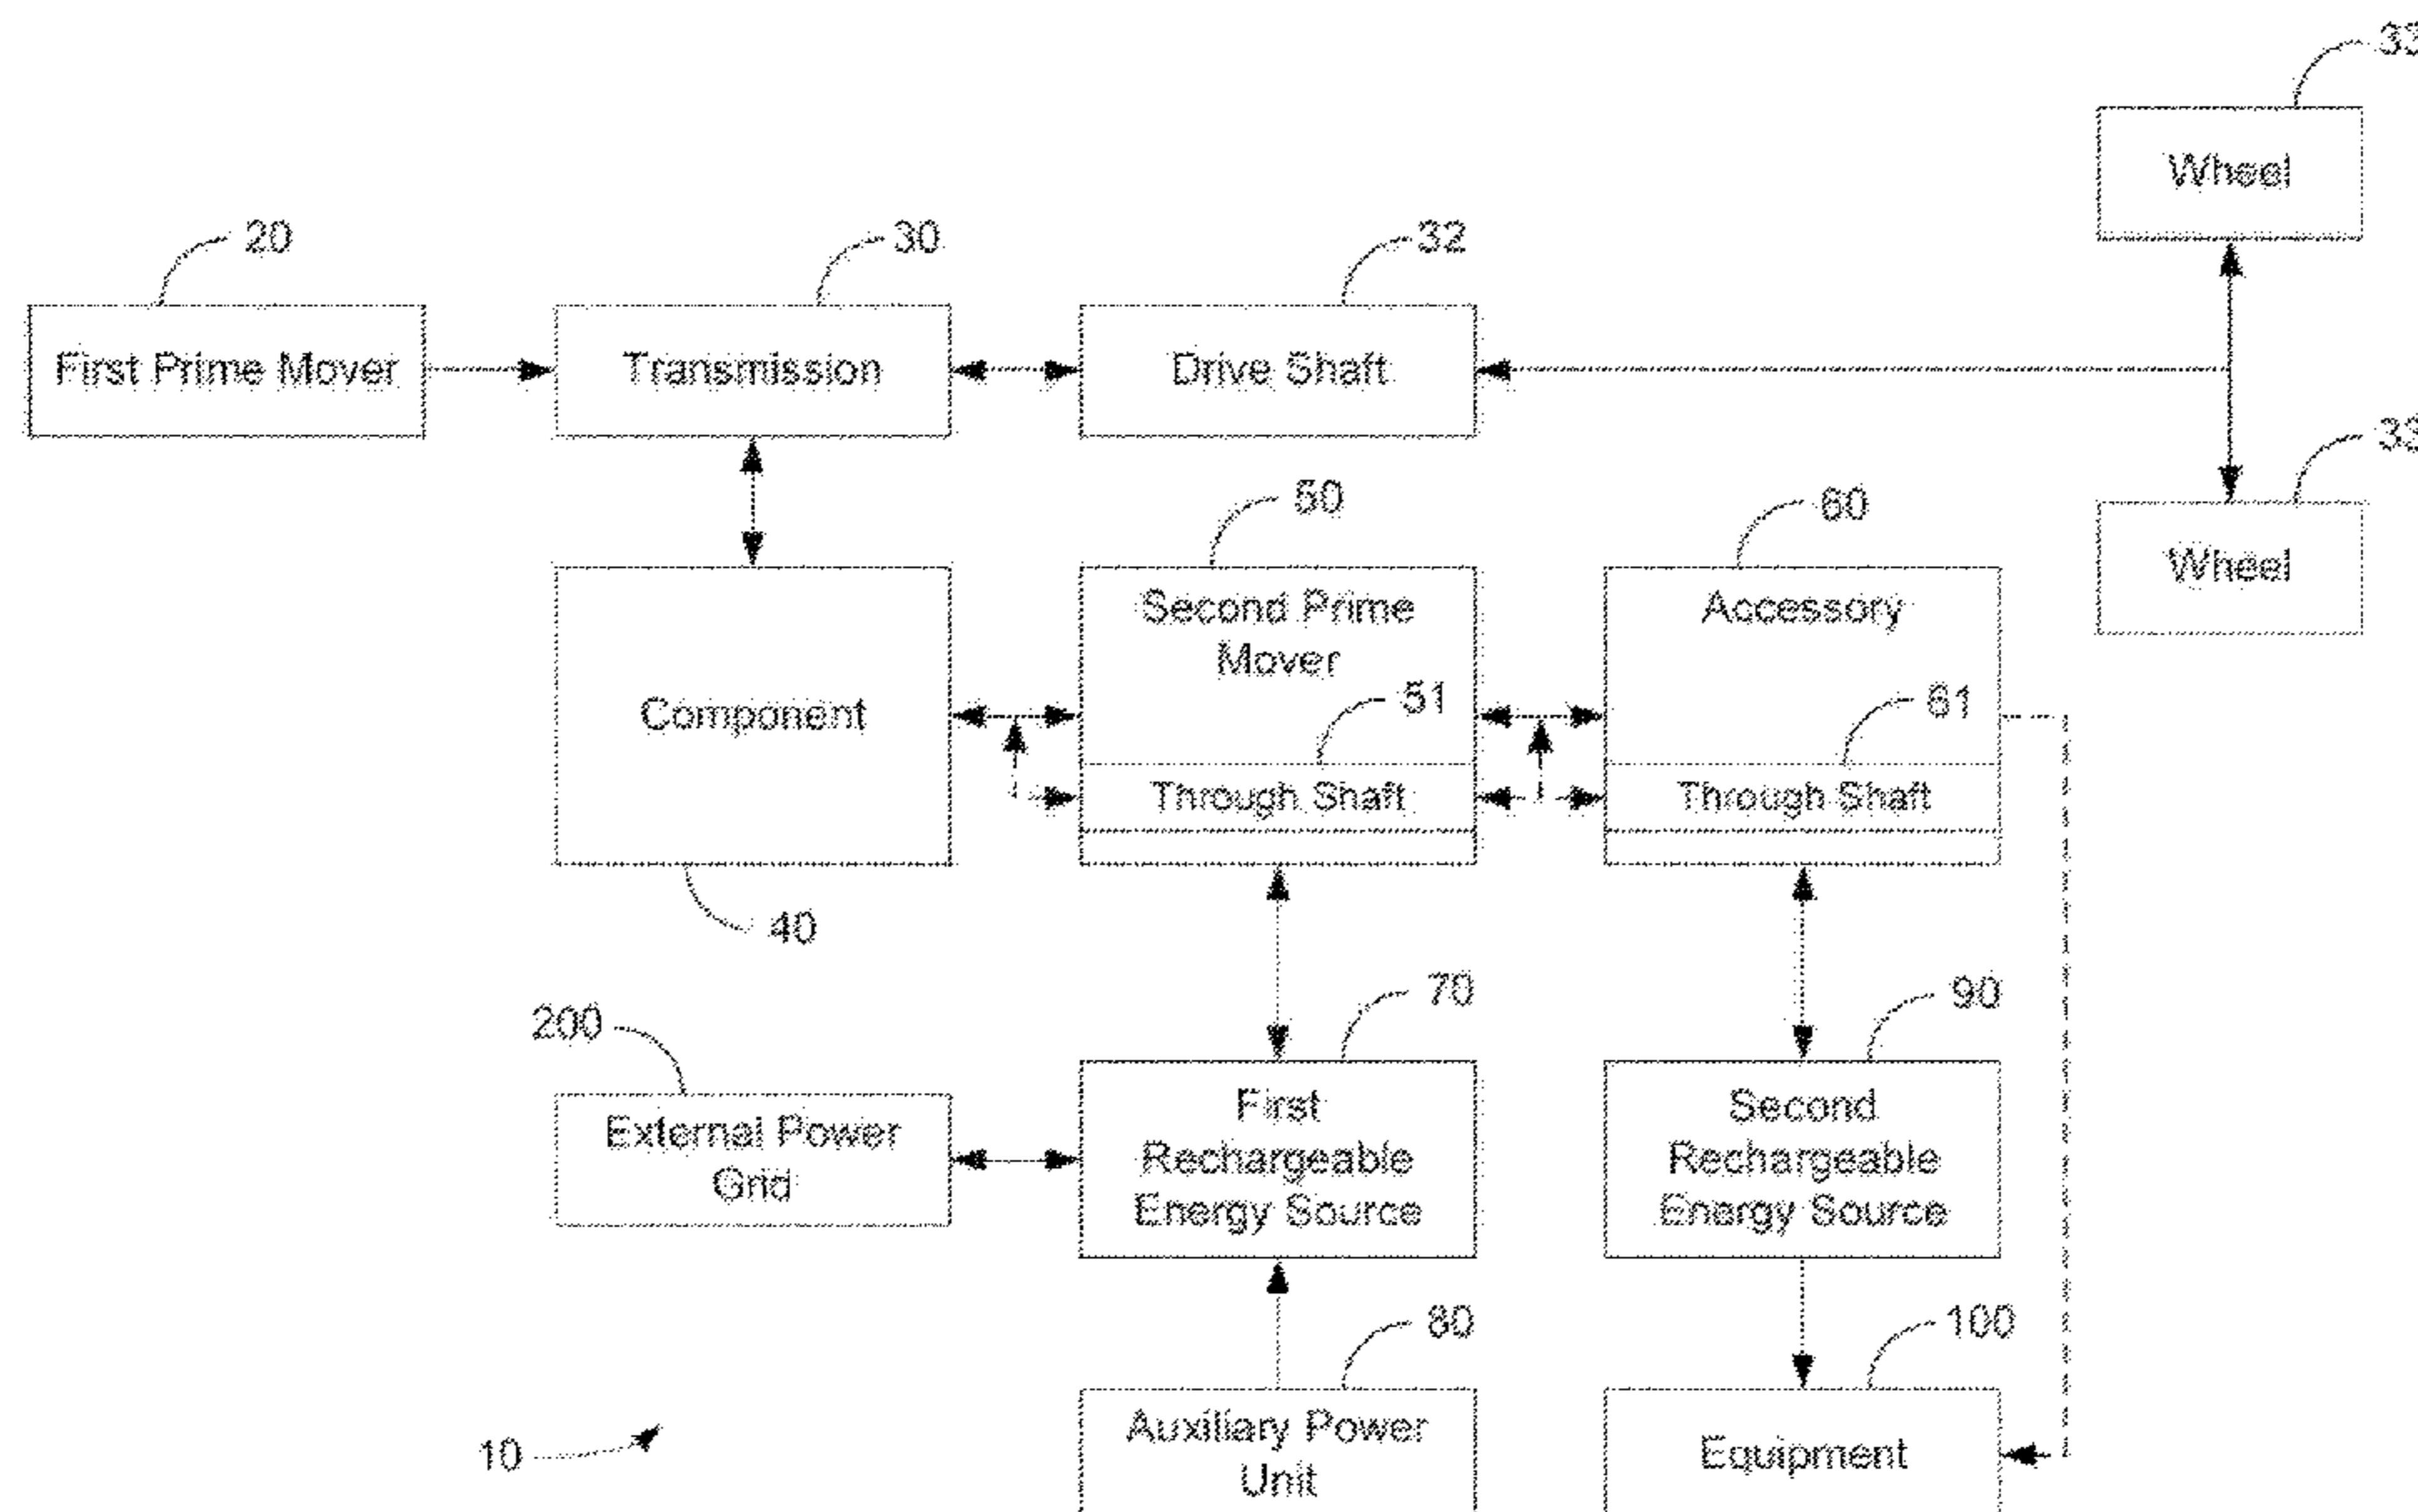 33
Wheel
20
30
32
First Prime Mover
Transmission
Drive Shaft
33
50
60
Wheel
Second Prime
Mover
Accessory
Component
51
61
Through Shaft
Through Shaft
40
70
90
200
External Power
Grid
First
Rechargeable
Energy Source
Second
Rechargeable
Energy Source
80
100
10
Auxiliary Power
Unit
Equipment